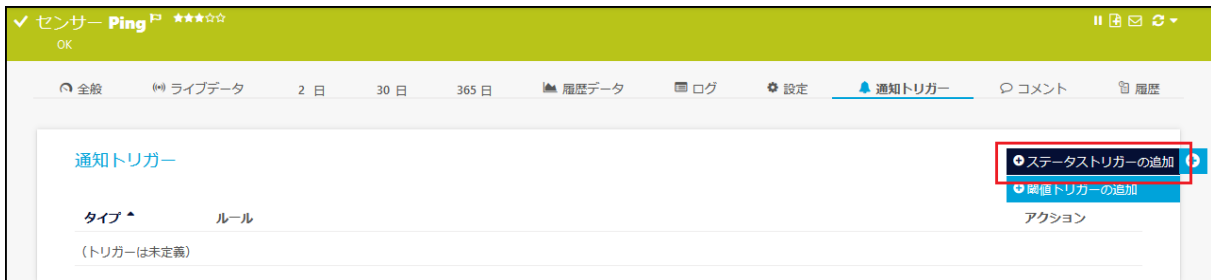 センサー Ping ★★★☆☆
OK
全般 ライブデータ 2 日 30 日 365 日 履歴データ ログ 設定 通知トリガー コメント 履歴
通知トリガー
ステータストリガーの追加
閾値トリガーの追加
タイプ ルール アクション
（トリガーは未定義）